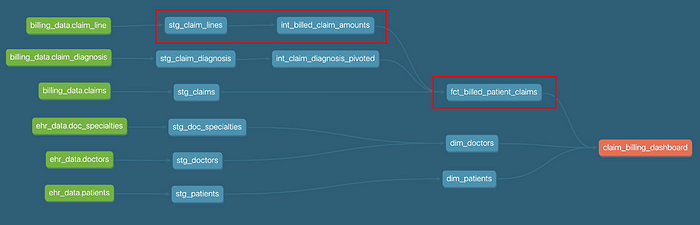 billing_data.claim_line
stg_claim_lines
int_billed_claim_amounts
billing_data.claim_diagnosis
stg_claim_diagnosis
int_claim_diagnosis_pivoted
billing_data.claims
stg_claims
fct_billed_patient_claims
ehr_data.doc_specialties
stg_doc_specialties
dim_doctors
claim_billing_dashboard
ehr_data.doctors
stg_doctors
dim_patients
ehr_data.patients
stg_patients